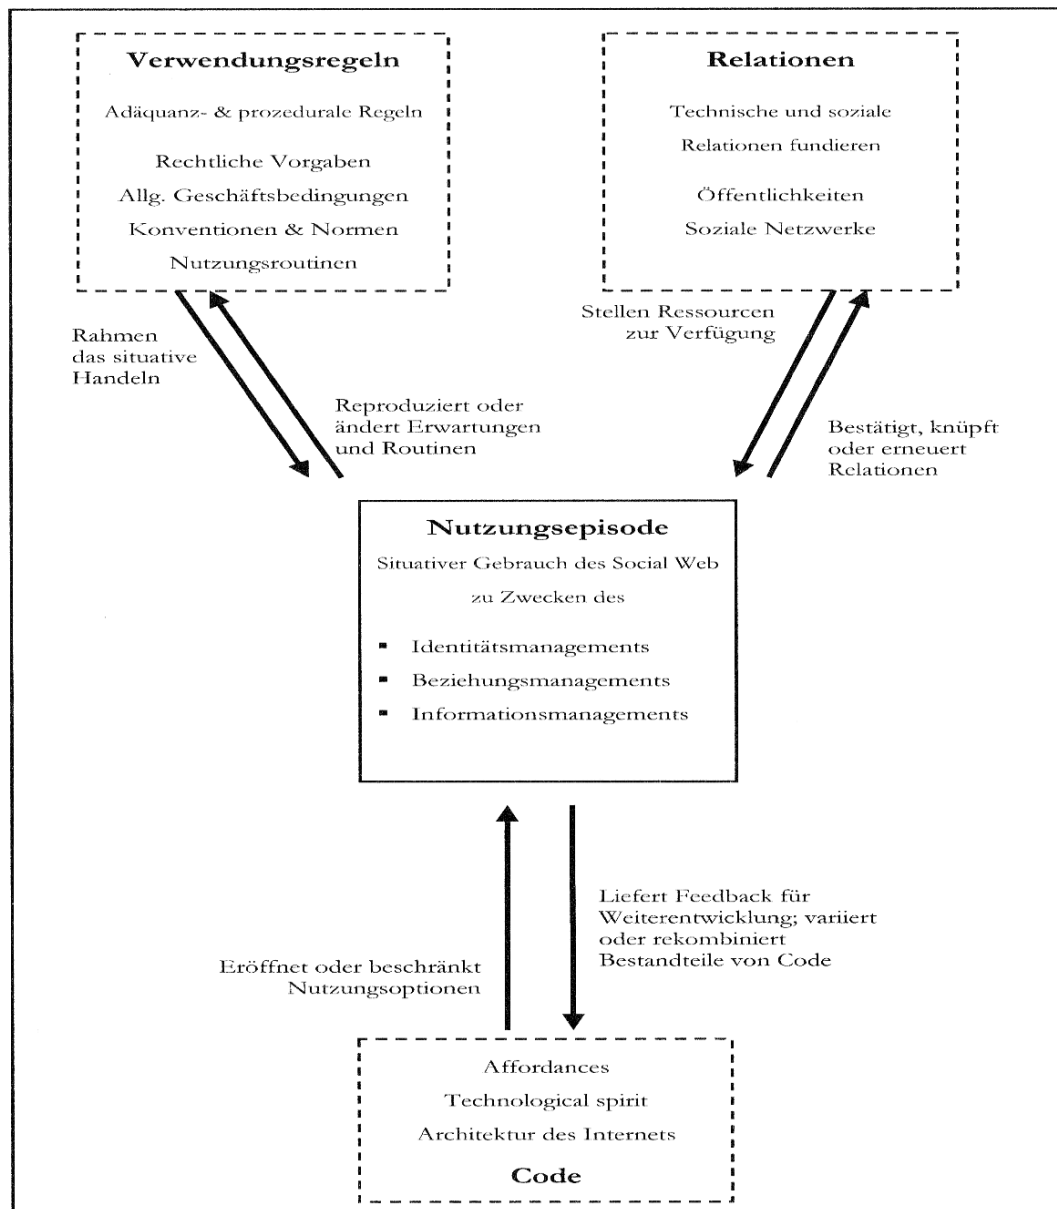 Verwendungsregeln
Adäquanz- & prozedurale Regeln
Rechtliche Vorgaben
Allg. Geschäftsbedingungen
Konventionen & Normen
Nutzungsroutinen
Relationen
Technische und soziale
Relationen fundieren
Öffentlichkeiten
Soziale Netzwerke
Rahmen
das situative
Handeln
Reproduziert oder
ändert Erwartungen
und Routinen
Stellen Ressourcen
zur Verfügung
Bestätigt, knüpft
oder erneuert
Relationen
Nutzungsepisode
Situativer Gebrauch des Social Web
zu Zwecken des
▪ Identitätsmanagements
▪ Beziehungsmanagements
▪ Informationsmanagements
Eröffnet oder beschränkt
Nutzungsoptionen
Liefert Feedback für
Weiterentwicklung; variiert
oder rekombiniert
Bestandteile von Code
Affordances
Technological spirit
Architektur des Internets
Code